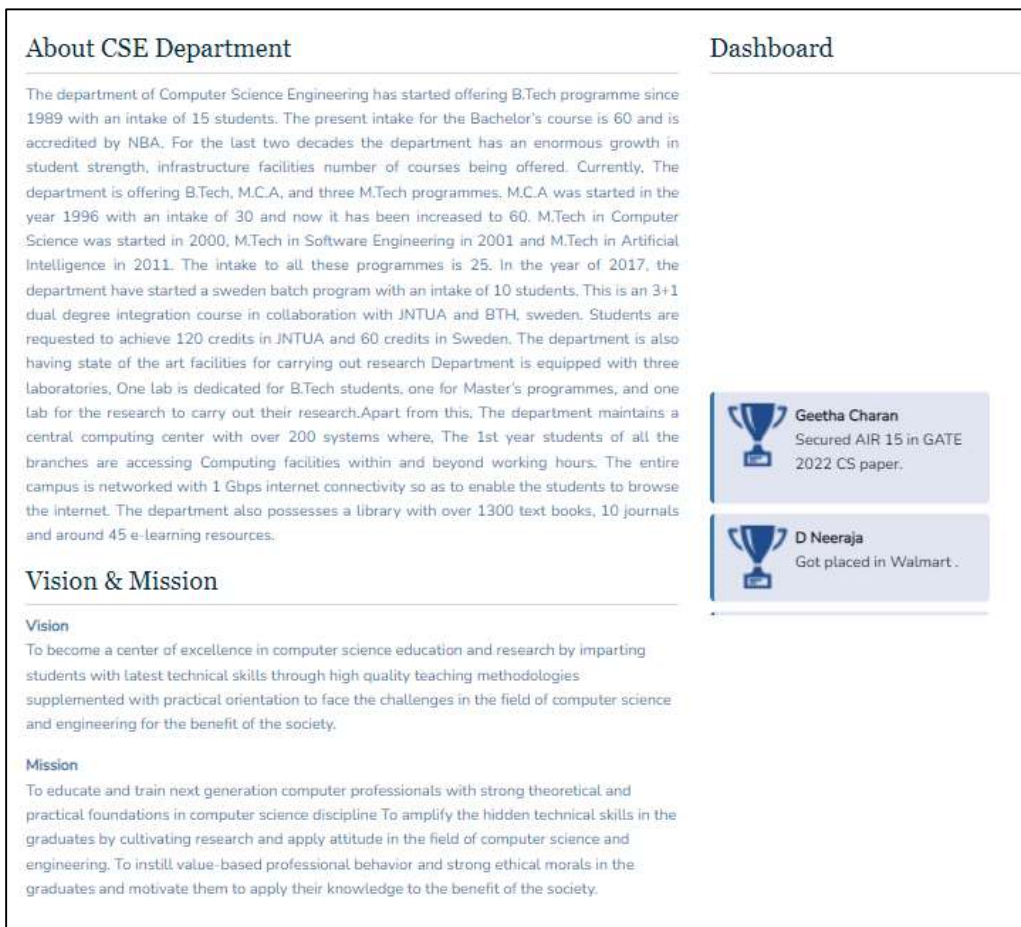 About CSE Department
The department of Computer Science Engineering has started offering B.Tech programme since
1989 with an intake of 15 students. The present intake for the Bachelor's course is 60 and is
accredited by NBA. For the last two decades the department has an enormous growth in
student strength, infrastructure facilities number of courses being offered. Currently, The
department is offering B.Tech, M.C.A, and three M.Tech programmes. M.C.A was started in the
year 1996 with an intake of 30 and now it has been increased to 60. M.Tech in Computer
Science was started in 2000, M.Tech in Software Engineering in 2001 and M.Tech in Artificial
Intelligence in 2011. The intake to all these programmes is 25. In the year of 2017, the
department have started a sweden batch program with an intake of 10 students. This is an 3+1
dual degree integration course in collaboration with JNTUA and BTH, sweden. Students are
requested to achieve 120 credits in JNTUA and 60 credits in Sweden. The department is also
having state of the art facilities for carrying out research Department is equipped with three
laboratories, One lab is dedicated for B.Tech students, one for Master's programmes, and one
lab for the research to carry out their research.Apart from this, The department maintains a
central computing center with over 200 systems where, The 1st year students of all the
branches are accessing Computing facilities within and beyond working hours. The entire
campus is networked with 1 Gbps internet connectivity so as to enable the students to browse
the internet. The department also possesses a library with over 1300 text books, 10 journals
and around 45 e-learning resources.
Vision & Mission
Vision
To become a center of excellence in computer science education and research by imparting
students with latest technical skills through high quality teaching methodologies
supplemented with practical orientation to face the challenges in the field of computer science
and engineering for the benefit of the society.
Mission
To educate and train next generation computer professionals with strong theoretical and
practical foundations in computer science discipline To amplify the hidden technical skills in the
graduates by cultivating research and apply attitude in the field of computer science and
engineering. To instill value-based professional behavior and strong ethical morals in the
graduates and motivate them to apply their knowledge to the benefit of the society.
Dashboard
Geetha Charan
Secured AIR 15 in GATE
2022 CS paper.
D Neeraja
Got placed in Walmart .